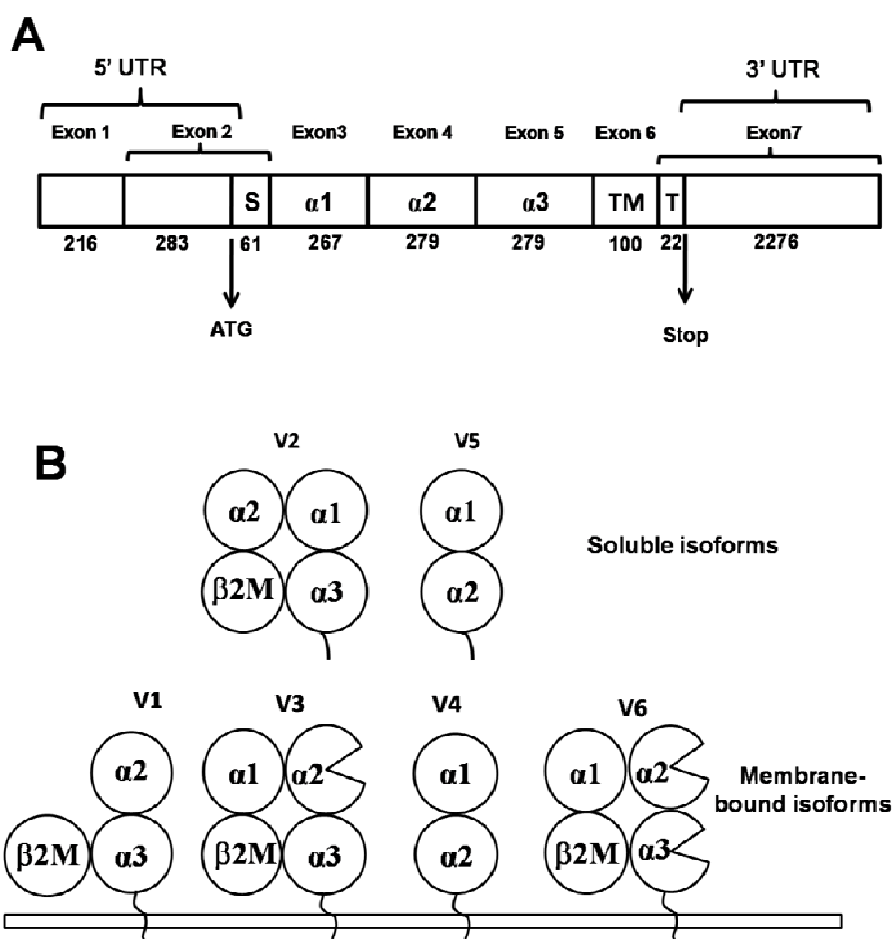 A
5' UTR
3' UTR
Exon 1 Exon 2 Exon3 Exon 4 Exon 5 Exon 6 Exon7
S α1 α2 α3 TM T
216 283 61 267 279 279 100 22 2276
ATG
Stop
B
V2 V5
α2 α1 α1
Soluble isoforms
β2M α3 α2
V1 V3 V4 V6
α2 α1 α2 α1 α1 α2
Membrane-
bound isoforms
β2M α3 β2M α3 α2 β2M α3